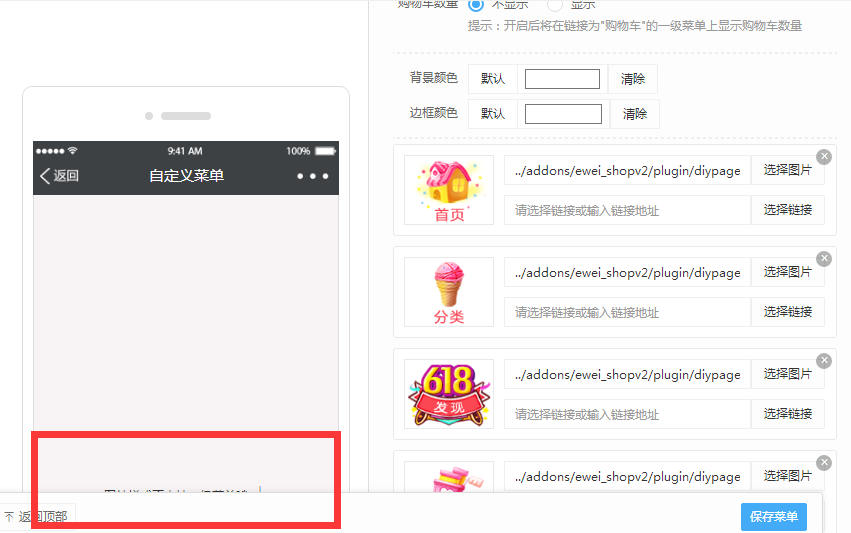 购物车数量 不显示 显示
提示：开启后将在链接为"购物车"的一级菜单上显示购物车数量
背景颜色 默认 清除
边框颜色 默认 清除
9:41 AM 100%
返回 自定义菜单
首页 ../addons/ewei_shopv2/plugin/diypage 选择图片
请选择链接或输入链接地址 选择链接
分类 ../addons/ewei_shopv2/plugin/diypage 选择图片
请选择链接或输入链接地址 选择链接
618 发现 ../addons/ewei_shopv2/plugin/diypage 选择图片
请选择链接或输入链接地址 选择链接
../addons/ewei_shopv2/plugin/diypage 选择图片
返回顶部 保存菜单